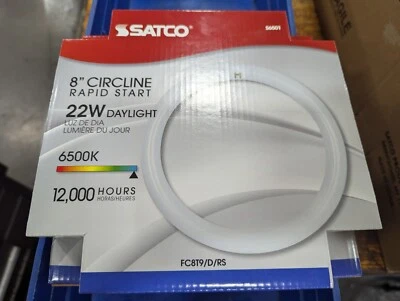 SATCO
S6501
8" CIRCLINE
RAPID START
22W DAYLIGHT
LUZ DE DIA
LUMIÈRE DU JOUR
6500K
12,000 HOURS
HORAS/HEURES
FC8T9/D/RS